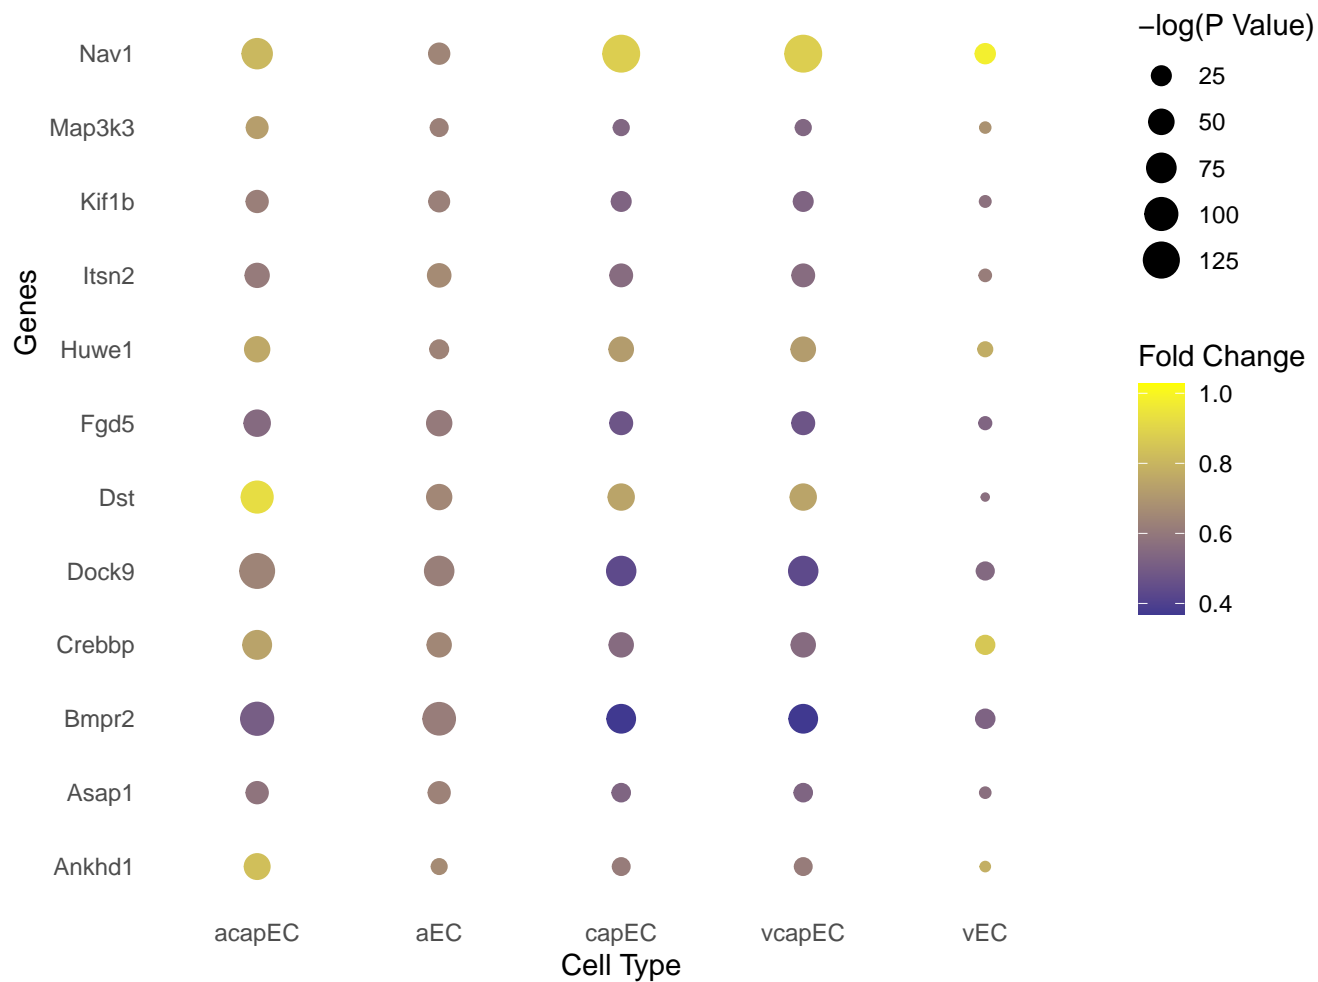 Genes
Nav1
Map3k3
Kif1b
Itsn2
Huwe1
Fgd5
Dst
Dock9
Crebbp
Bmpr2
Asap1
Ankhd1
acapEC aEC capEC vcapEC vEC
Cell Type
−log(P Value)
25
50
75
100
125
Fold Change
1.0
0.8
0.6
0.4